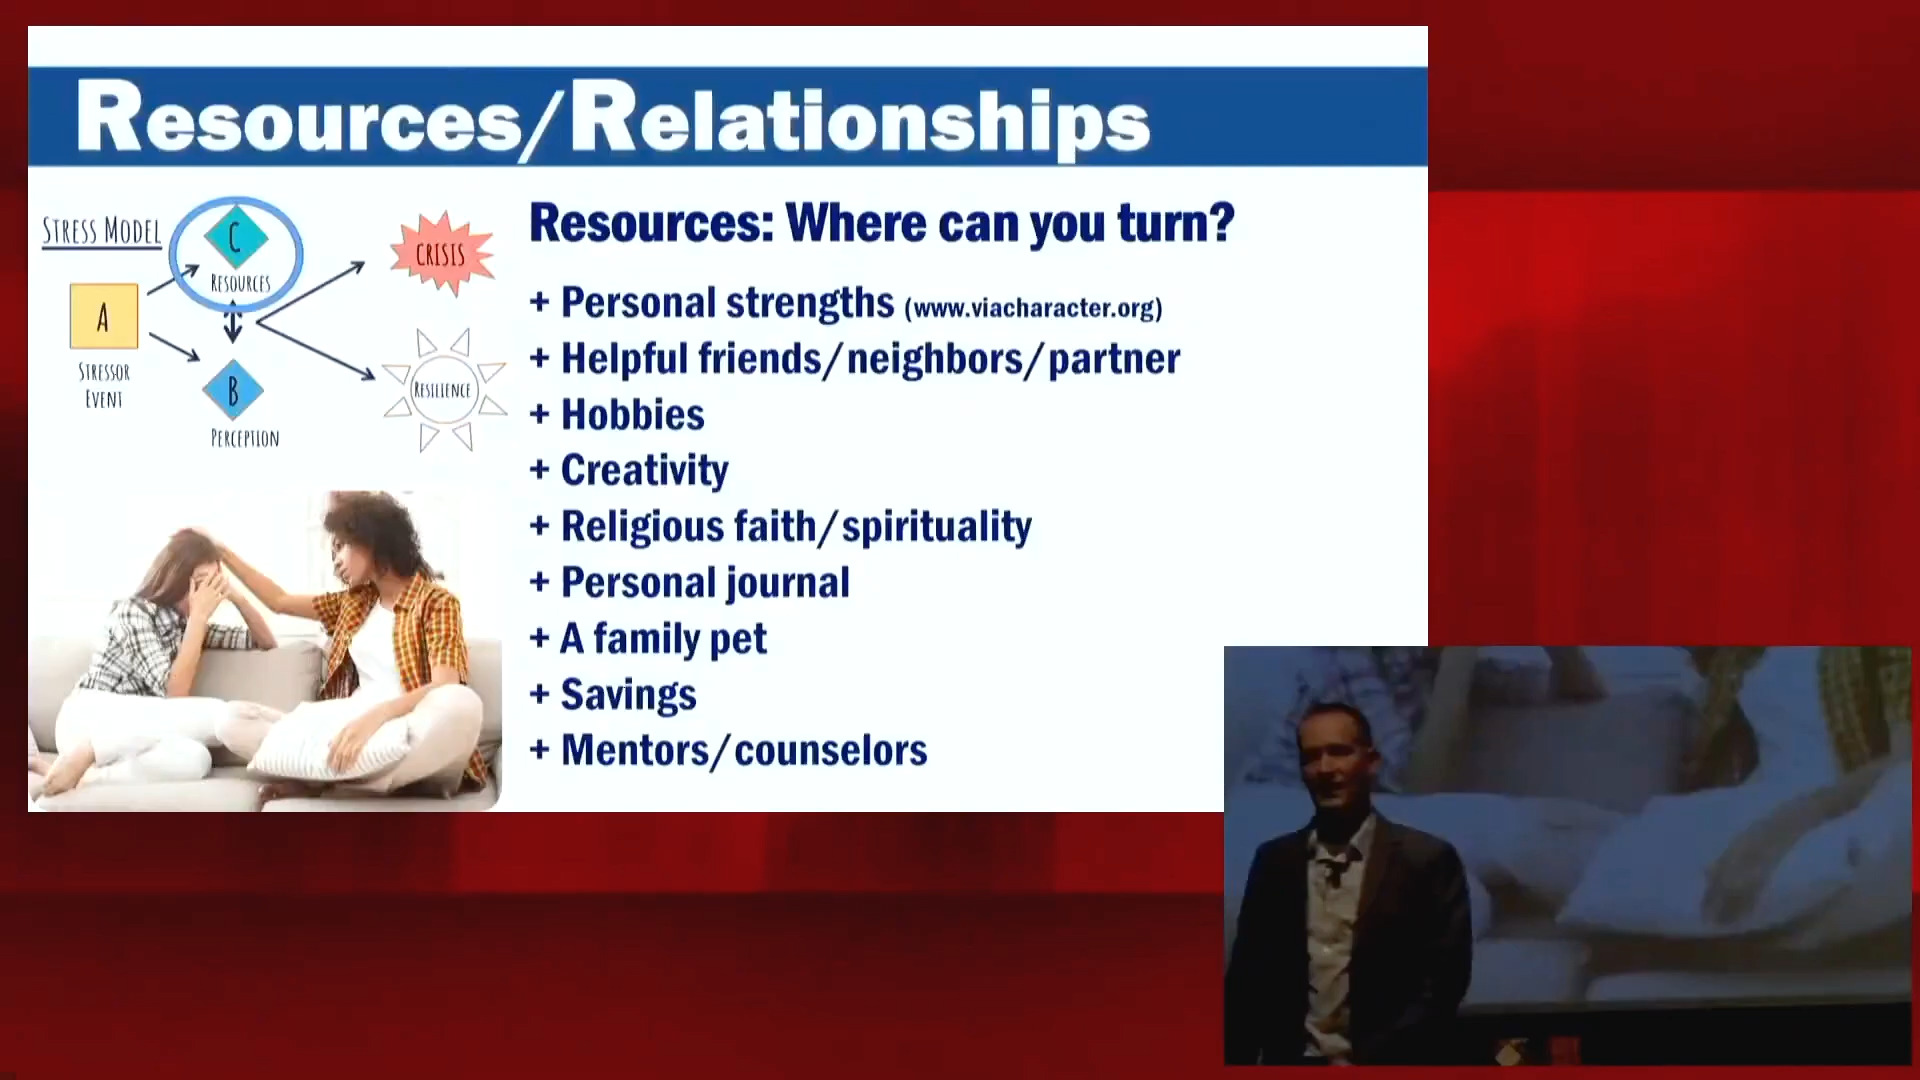 Resources/Relationships
STRESS MODEL
C
RESOURCES
CRISIS
A
STRESSOR
EVENT
B
PERCEPTION
RESILIENCE
Resources: Where can you turn?
+ Personal strengths (www.viacharacter.org)
+ Helpful friends/neighbors/partner
+ Hobbies
+ Creativity
+ Religious faith/spirituality
+ Personal journal
+ A family pet
+ Savings
+ Mentors/counselors